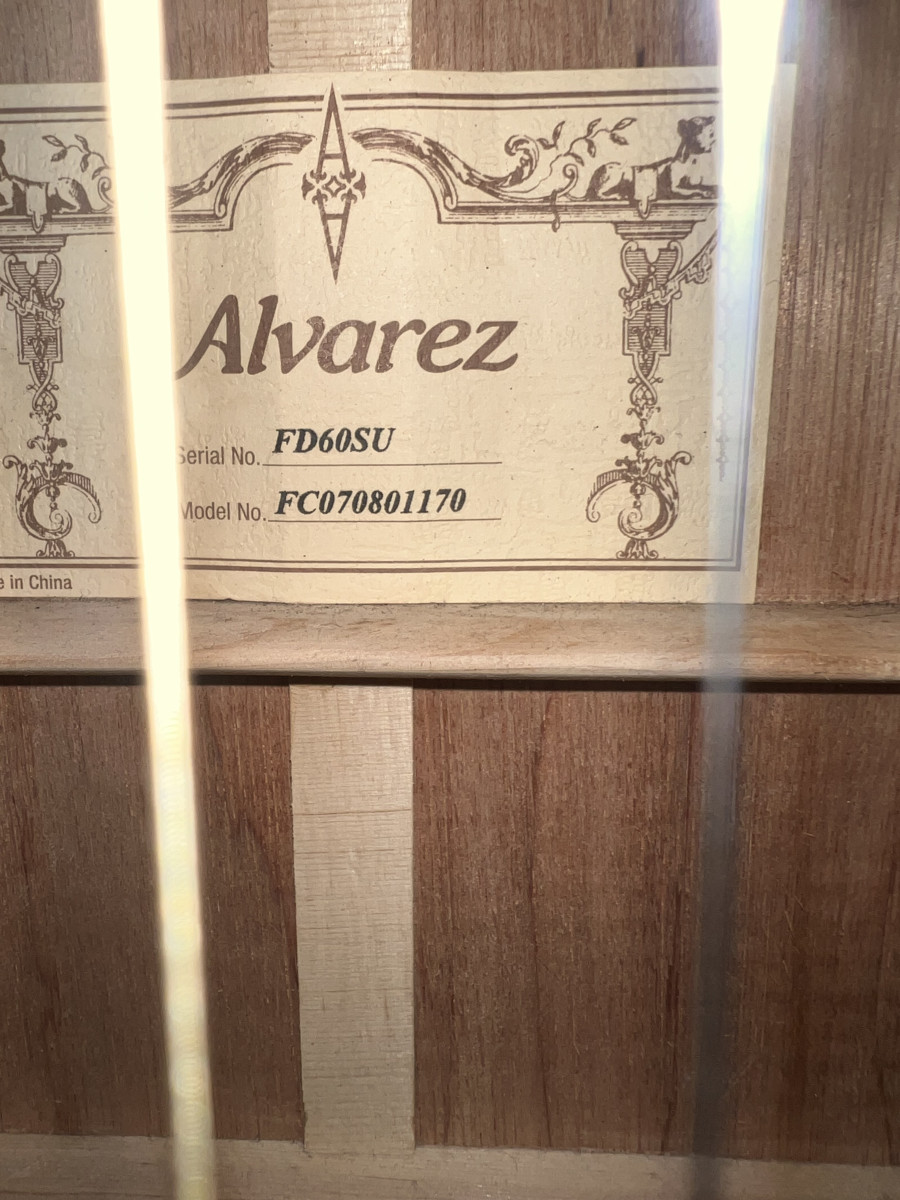 Alvarez
Serial No. FD60SU
Model No. FC070801170
in China